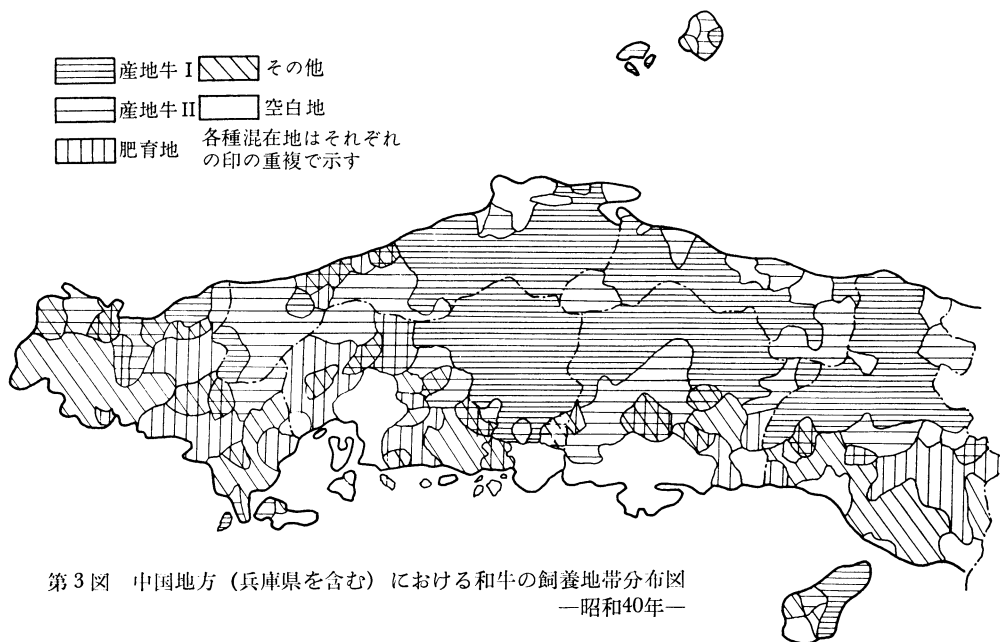 産地牛I
その他
産地牛II
空白地
肥育地
各種混在地はそれぞれ
の印の重複で示す
第3図 中国地方（兵庫県を含む）における和牛の飼養地帯分布図
―昭和40年―